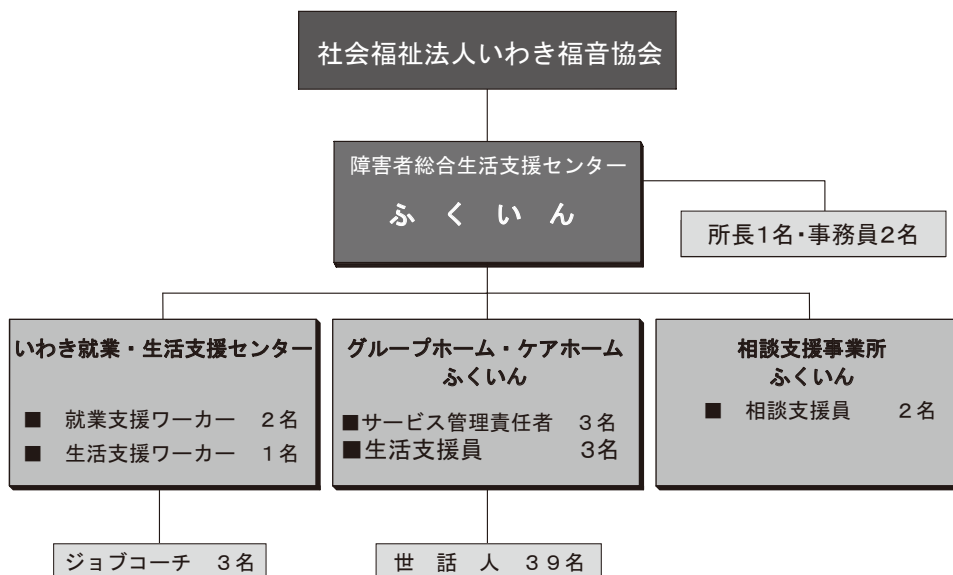 社会福祉法人いわき福音協会
障害者総合生活支援センター
ふくいん
所長1名・事務員2名
いわき就業・生活支援センター
■ 就業支援ワーカー 2名
■ 生活支援ワーカー 1名
グループホーム・ケアホーム
ふくいん
■サービス管理責任者 3名
■生活支援員 3名
相談支援事業所
ふくいん
■ 相談支援員 2名
ジョブコーチ 3名
世話人 39名